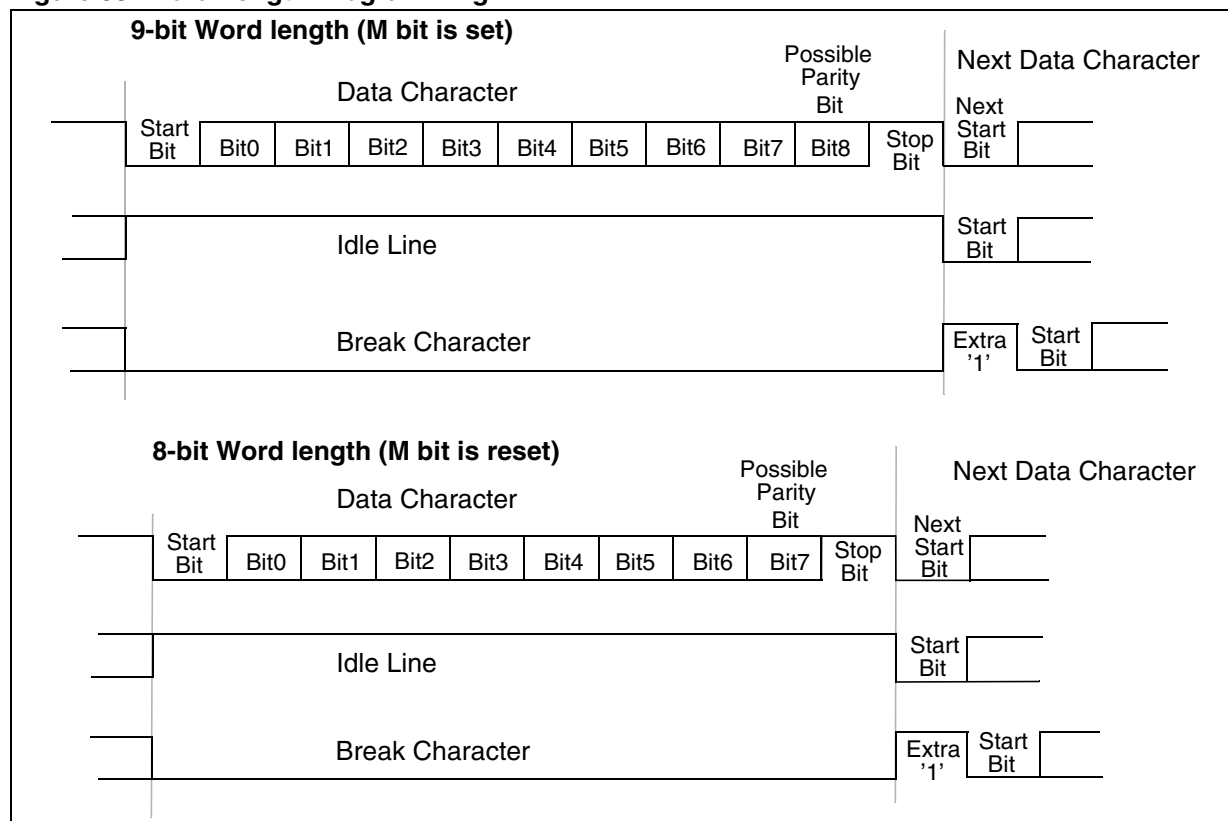 9-bit Word length (M bit is set)
Possible
Parity
Bit
Next Data Character
Data Character
Next
Start
Bit
Start
Bit
Bit0
Bit1
Bit2
Bit3
Bit4
Bit5
Bit6
Bit7
Bit8
Stop
Bit
Idle Line
Start
Bit
Break Character
Extra
'1'
Start
Bit
8-bit Word length (M bit is reset)
Possible
Parity
Bit
Next Data Character
Data Character
Next
Start
Bit
Start
Bit
Bit0
Bit1
Bit2
Bit3
Bit4
Bit5
Bit6
Bit7
Stop
Bit
Idle Line
Start
Bit
Break Character
Extra
'1'
Start
Bit